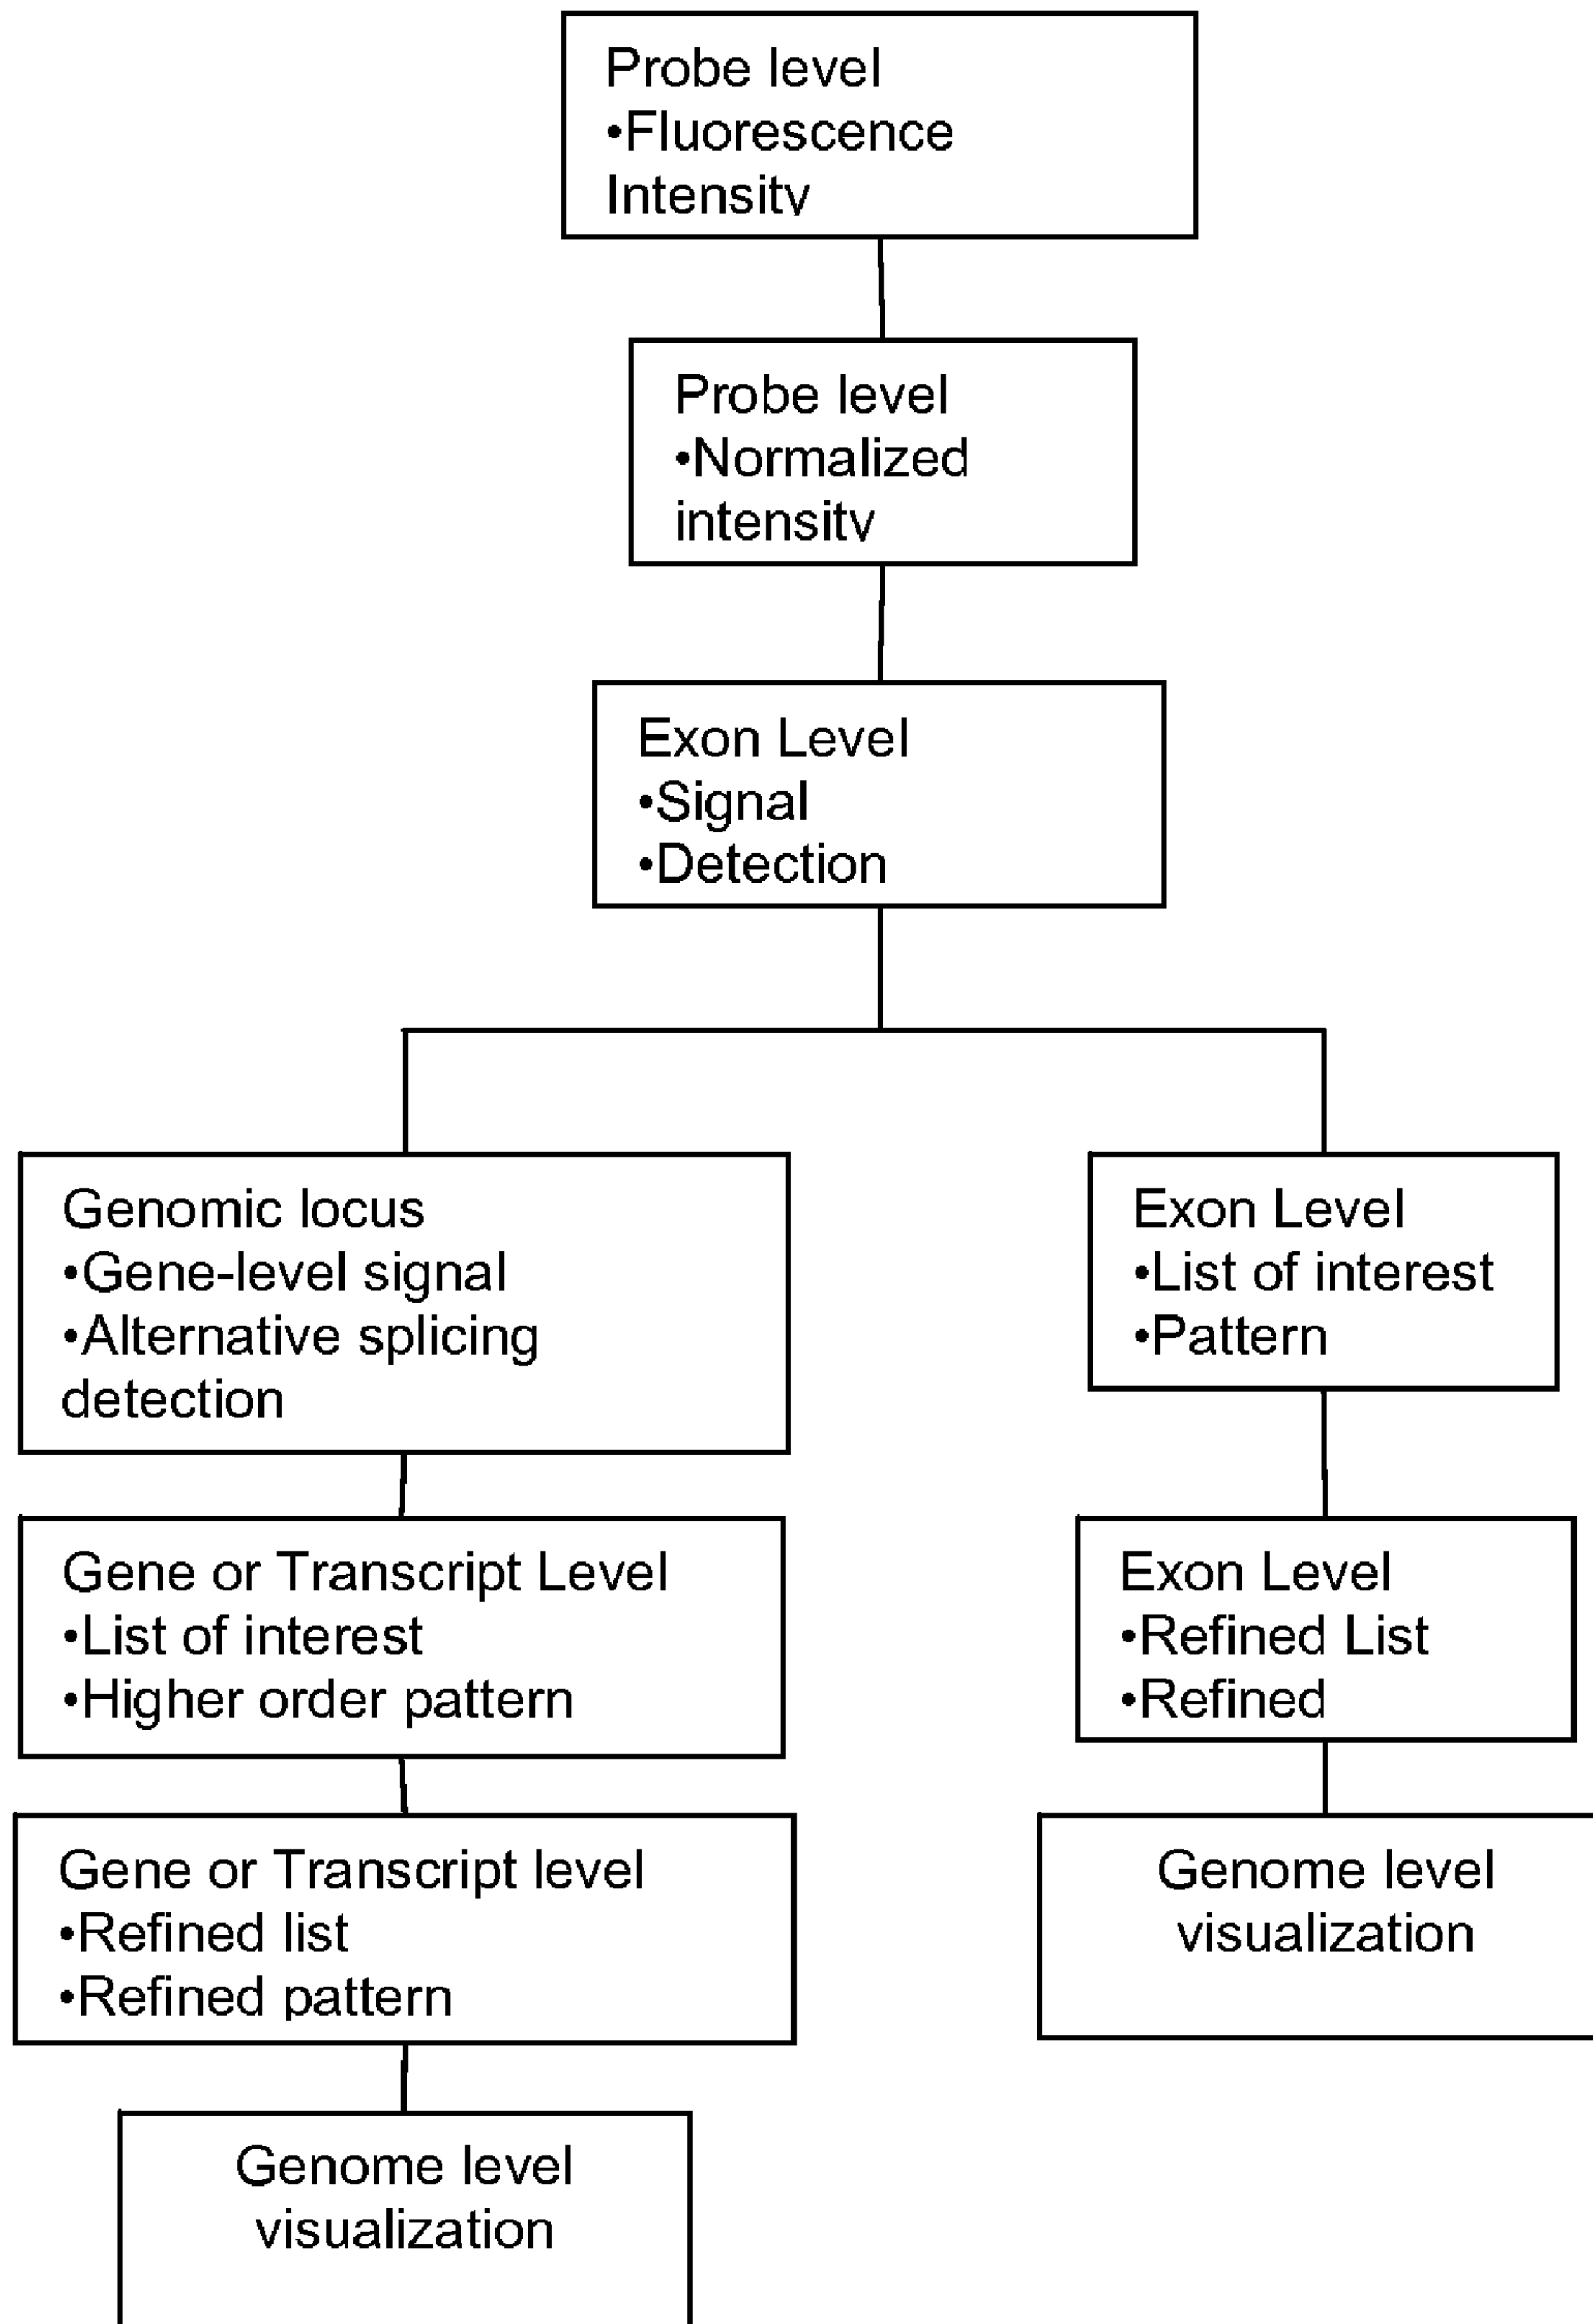 Probe level
•Fluorescence
Intensity
Probe level
•Normalized
intensity
Exon Level
•Signal
•Detection
Genomic locus
•Gene-level signal
•Alternative splicing
detection
Gene or Transcript Level
•List of interest
•Higher order pattern
Gene or Transcript level
•Refined list
•Refined pattern
Genome level
visualization
Exon Level
•List of interest
•Pattern
Exon Level
•Refined List
•Refined
Genome level
visualization